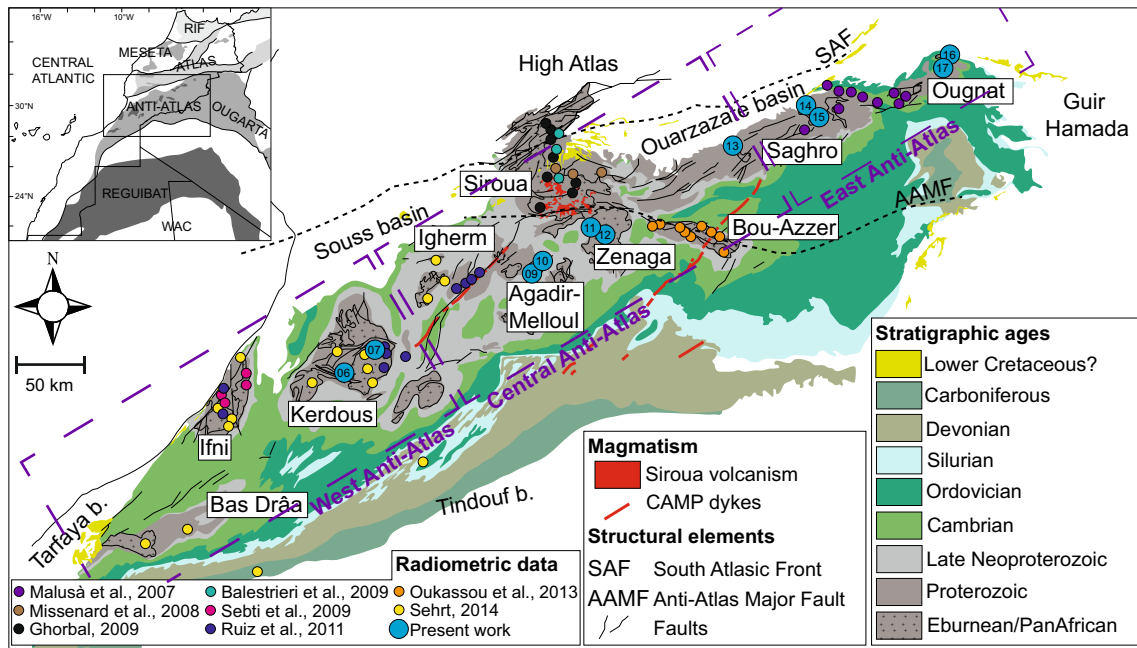 16°W
10°W
RIF
MESETA
CENTRAL
ATLANTIC
ATLAS
30°N
ANTI-ATLAS
OUGARTA
24°N
REGUIBAT
WAC
N
50 km
High Atlas
SAF
Ouarzazate basin
16
17
Ougnat
Guir
Hamada
14
15
13
Saghro
East Anti-Atlas
AAMF
Siroua
Souss basin
Igherm
11
12
Zenaga
Bou-Azzer
10
09
Agadir-
Melloul
Central Anti-Atlas
07
06
Kerdous
Ifni
West Anti-Atlas
Bas Drâa
Tindouf b.
Tarfaya b.
Radiometric data
Malusà et al., 2007
Missenard et al., 2008
Ghorbal, 2009
Balestrieri et al., 2009
Sebti et al., 2009
Ruiz et al., 2011
Oukassou et al., 2013
Sehrt, 2014
Present work
Magmatism
Siroua volcanism
CAMP dykes
Structural elements
SAF South Atlasic Front
AAMF Anti-Atlas Major Fault
Faults
Stratigraphic ages
Lower Cretaceous?
Carboniferous
Devonian
Silurian
Ordovician
Cambrian
Late Neoproterozoic
Proterozoic
Eburnean/PanAfrican